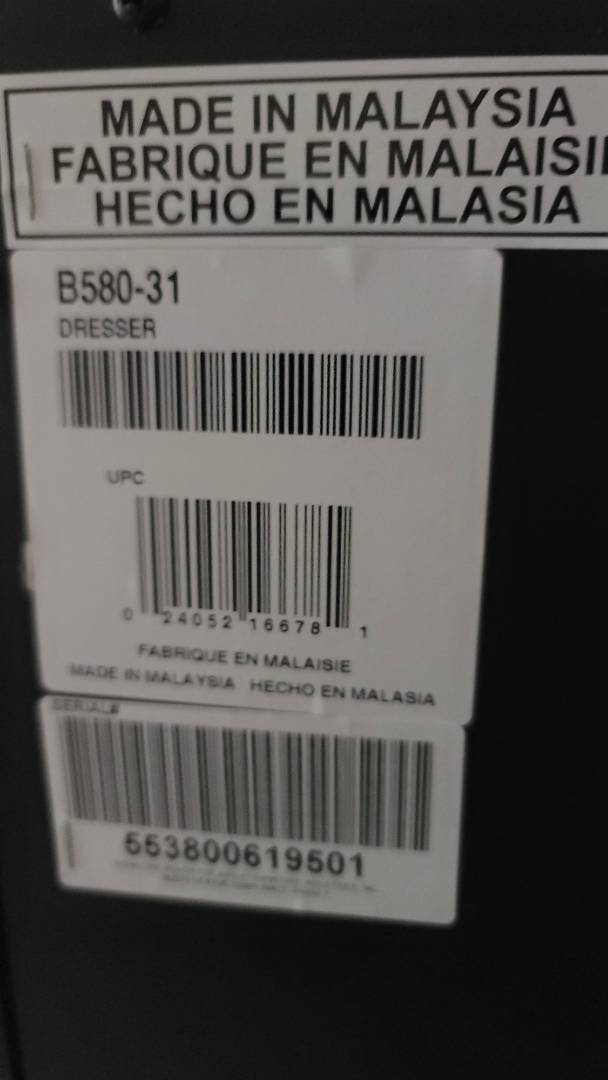 MADE IN MALAYSIA
FABRIQUE EN MALAISI
HECHO EN MALASIA
B580-31
DRESSER
UPC
0 24052 16678 1
FABRIQUE EN MALAISIE
MADE IN MALAYSIA HECHO EN MALASIA
SERIAL#
553800619501